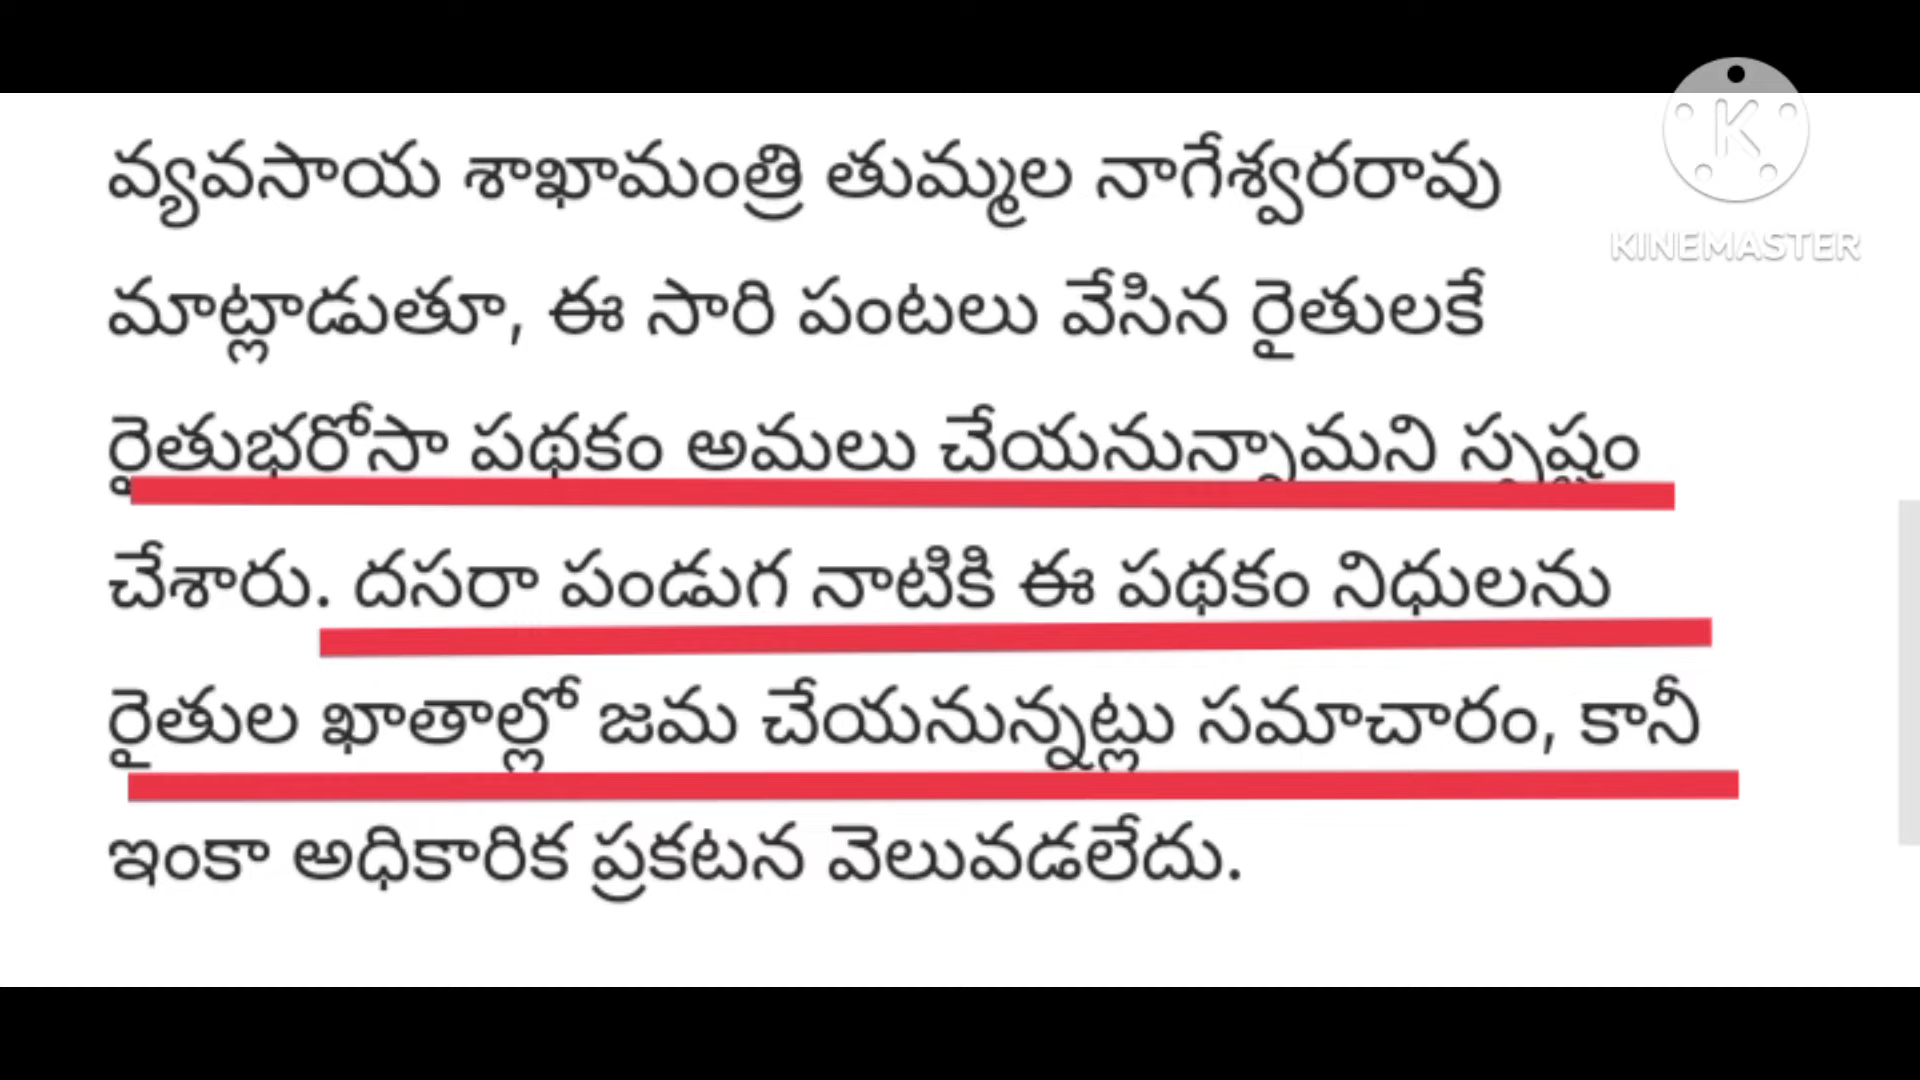 వ్యవసాయ శాఖామంత్రి తుమ్మల నాగేశ్వరరావు
మాట్లాడుతూ, ఈ సారి పంటలు వేసిన రైతులకే
రైతుభరోసా పథకం అమలు చేయనున్నామని స్పష్టం
చేశారు. దసరా పండుగ నాటికి ఈ పథకం నిధులను
రైతుల ఖాతాల్లో జమ చేయనున్నట్లు సమాచారం, కానీ
ఇంకా అధికారిక ప్రకటన వెలువడలేదు.
K
KINEMASTER